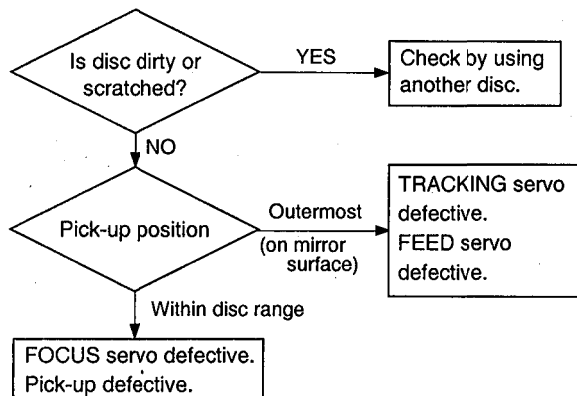 Is disc dirty or
scratched?
YES
Check by using
another disc.
NO
Pick-up position
Outermost
(on mirror
surface)
TRACKING servo
defective.
FEED servo
defective.
Within disc range
FOCUS servo defective.
Pick-up defective.